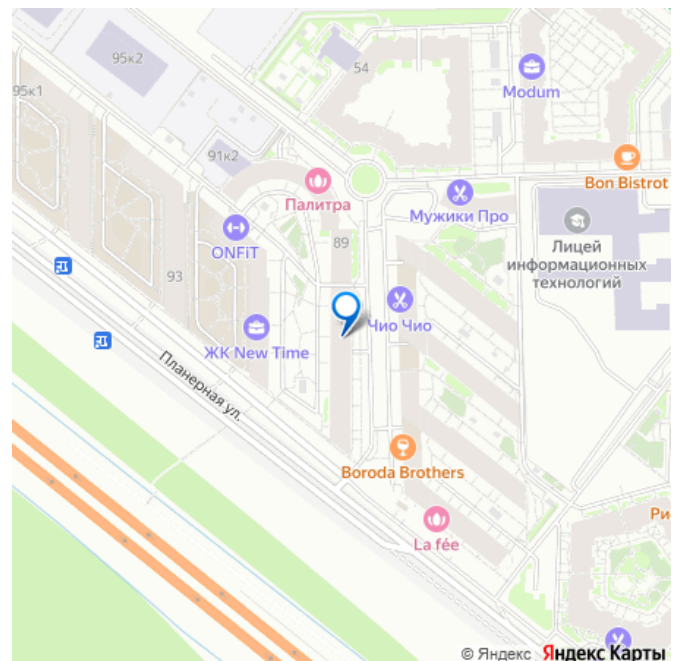 95к2
54
Modum
95к1
91к2
Bon Bistrot
Палитра
Мужики Про
ONFiT
89
Лицей
информационных
технологий
93
Чио Чио
ЖК New Time
Планерная ул.
Boroda Brothers
La fée
Ри
© Яндекс Яндекс Карты